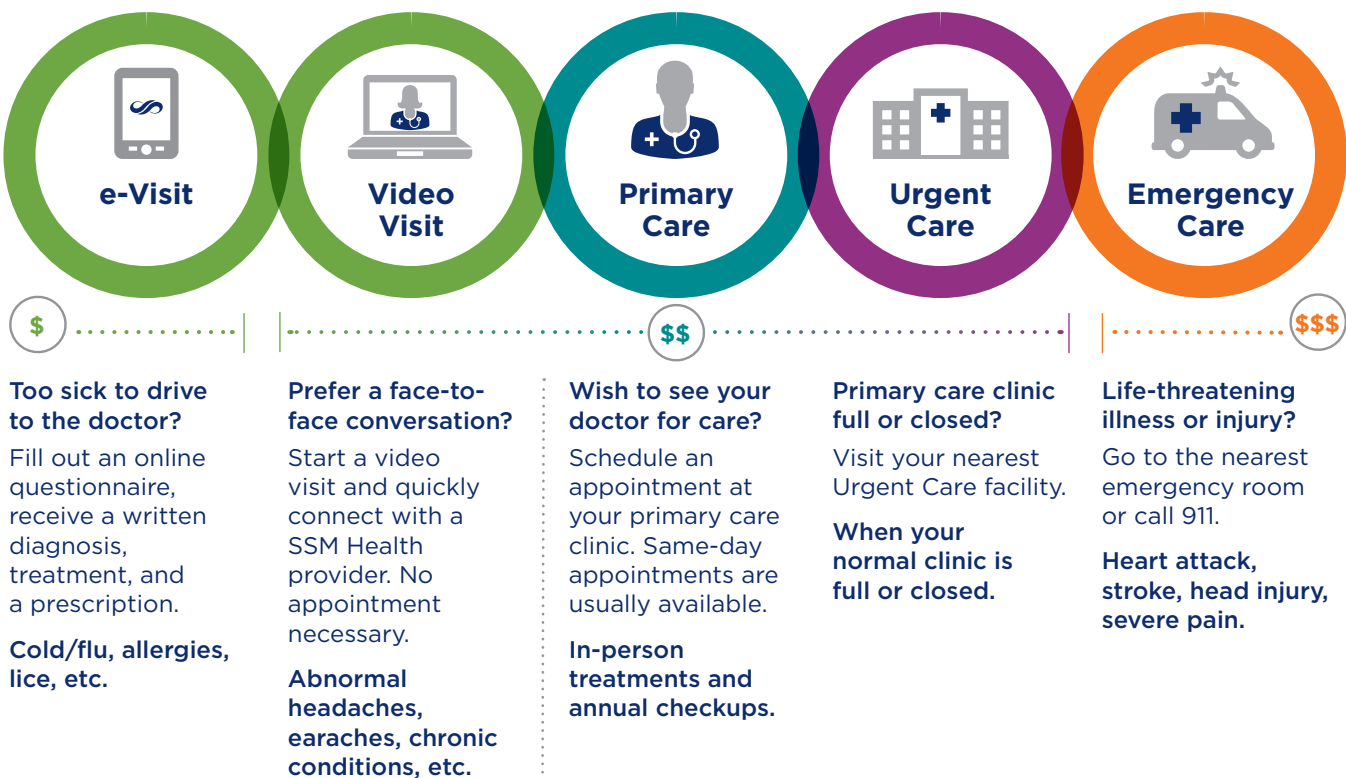 e-Visit
Video
Visit
Primary
Care
Urgent
Care
Emergency
Care
$
$$
$$$
Too sick to drive
to the doctor?
Fill out an online
questionnaire,
receive a written
diagnosis,
treatment, and
a prescription.
Cold/flu, allergies,
lice, etc.
Prefer a face-to-
face conversation?
Start a video
visit and quickly
connect with a
SSM Health
provider. No
appointment
necessary.
Abnormal
headaches,
earaches, chronic
conditions, etc.
Wish to see your
doctor for care?
Schedule an
appointment at
your primary care
clinic. Same-day
appointments are
usually available.
In-person
treatments and
annual checkups.
Primary care clinic
full or closed?
Visit your nearest
Urgent Care facility.
When your
normal clinic is
full or closed.
Life-threatening
illness or injury?
Go to the nearest
emergency room
or call 911.
Heart attack,
stroke, head injury,
severe pain.